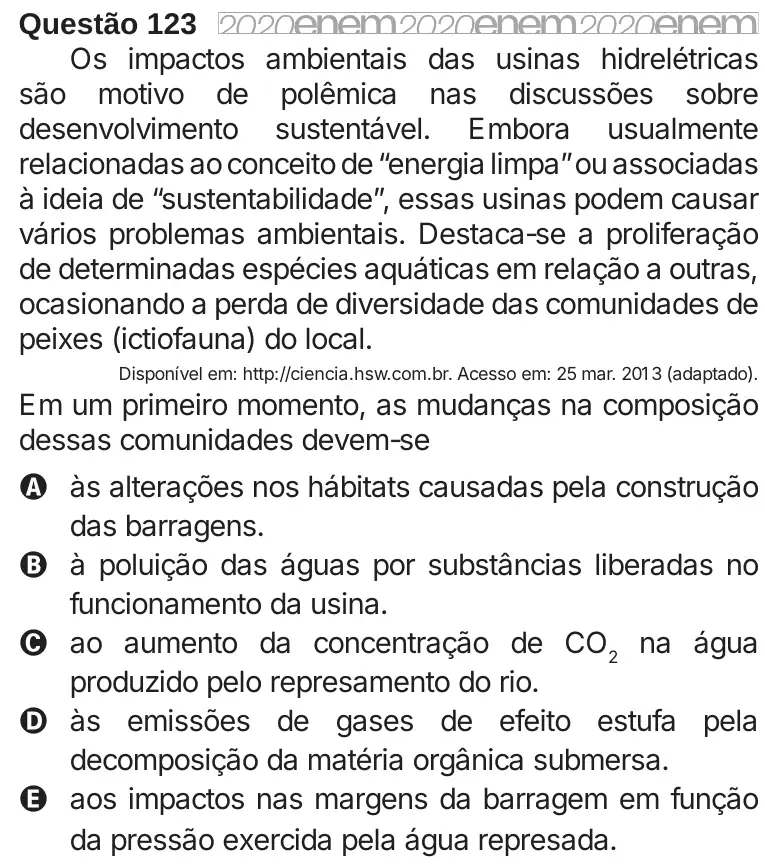 Questão 123 2020enem2020enem2020enem
Os impactos ambientais das usinas hidrelétricas
são motivo de polêmica nas discussões sobre
desenvolvimento sustentável. Embora usualmente
relacionadas ao conceito de “energia limpa” ou associadas
à ideia de “sustentabilidade”, essas usinas podem causar
vários problemas ambientais. Destaca-se a proliferação
de determinadas espécies aquáticas em relação a outras,
ocasionando a perda de diversidade das comunidades de
peixes (ictiofauna) do local.
Disponível em: http://ciencia.hsw.com.br. Acesso em: 25 mar. 2013 (adaptado).
Em um primeiro momento, as mudanças na composição
dessas comunidades devem-se
A às alterações nos hábitats causadas pela construção
das barragens.
B à poluição das águas por substâncias liberadas no
funcionamento da usina.
C ao aumento da concentração de CO₂ na água
produzido pelo represamento do rio.
D às emissões de gases de efeito estufa pela
decomposição da matéria orgânica submersa.
E aos impactos nas margens da barragem em função
da pressão exercida pela água represada.